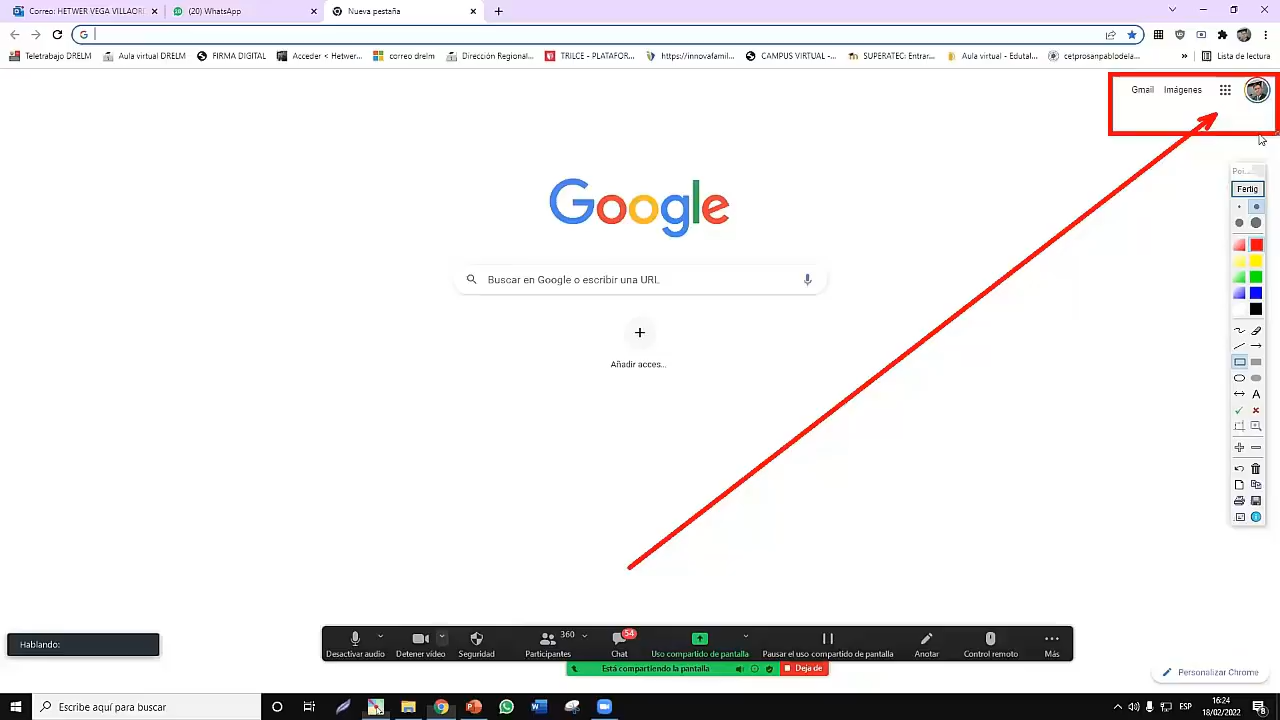 Correo: HETWER VEGA VILLAOR
(20) WhatsApp
Nueva pestaña
Teletrabajo DRELM
Aula virtual DRELM
FIRMA DIGITAL
Acceder < Hetwer...
correo drelm
Dirección Regional...
TRILCE - PLATAFOR...
https://innovafamil...
CAMPUS VIRTUAL -...
SUPERATEC: Entrar...
Aula virtual - Edutal...
cetprosanpablodela...
»
Lista de lectura
Gmail
Imágenes
Fertig
Google
Buscar en Google o escribir una URL
Añadir acces...
A
Hablando:
Desactivar audio
Detener vídeo
Seguridad
360
Participantes
54
Chat
Uso compartido de pantalla
Pausar el uso compartido de pantalla
Anotar
Control remoto
Más
Está compartiendo la pantalla
Deja de
Personalizar Chrome
Escribe aquí para buscar
ESP
16:24
18/02/2022